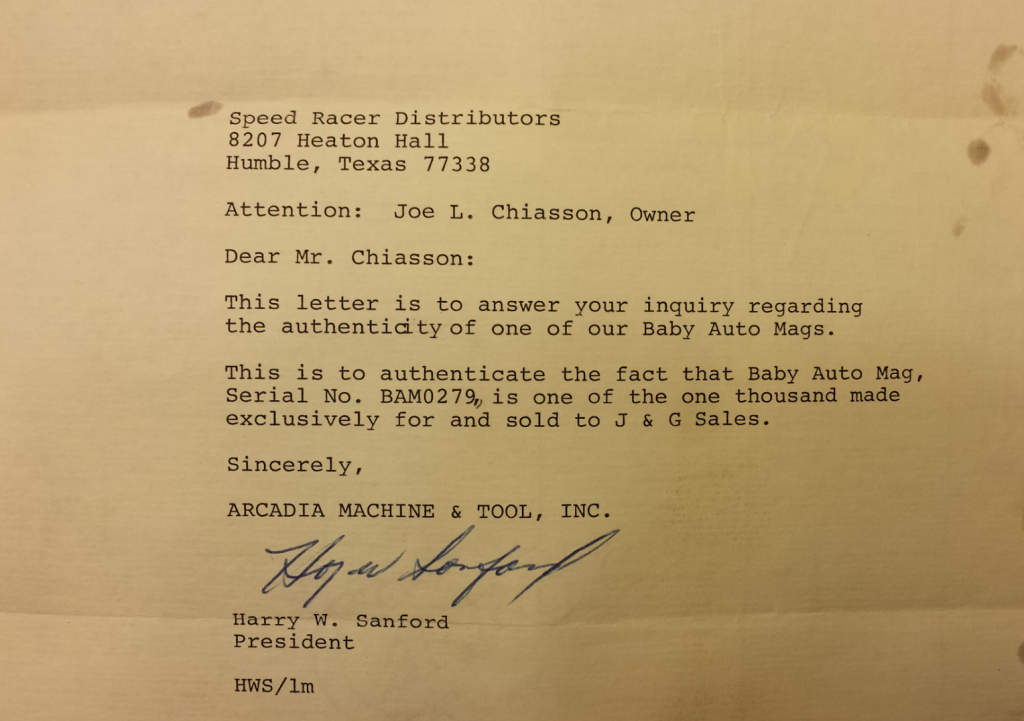 Speed Racer Distributors
8207 Heaton Hall
Humble, Texas 77338
Attention: Joe L. Chiasson, Owner
Dear Mr. Chiasson:
This letter is to answer your inquiry regarding
the authenticity of one of our Baby Auto Mags.
This is to authenticate the fact that Baby Auto Mag,
Serial No. BAM0279, is one of the one thousand made
exclusively for and sold to J & G Sales.
Sincerely,
ARCADIA MACHINE & TOOL, INC.
Harry W. Sanford
President
HWS/lm